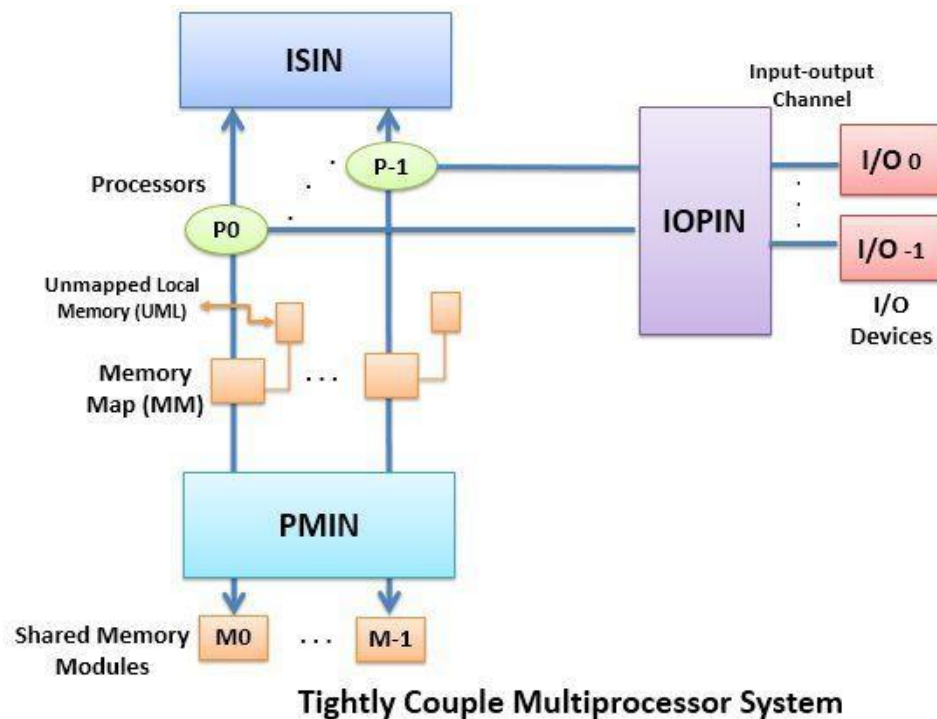 ISIN
Input-output
Channel
P-1
I/O 0
Processors
IOPIN
P0
I/O -1
Unmapped Local
Memory (UML)
I/O
Devices
Memory
Map (MM)
. . .
PMIN
Shared Memory
Modules
M0
. . .
M-1
Tightly Couple Multiprocessor System